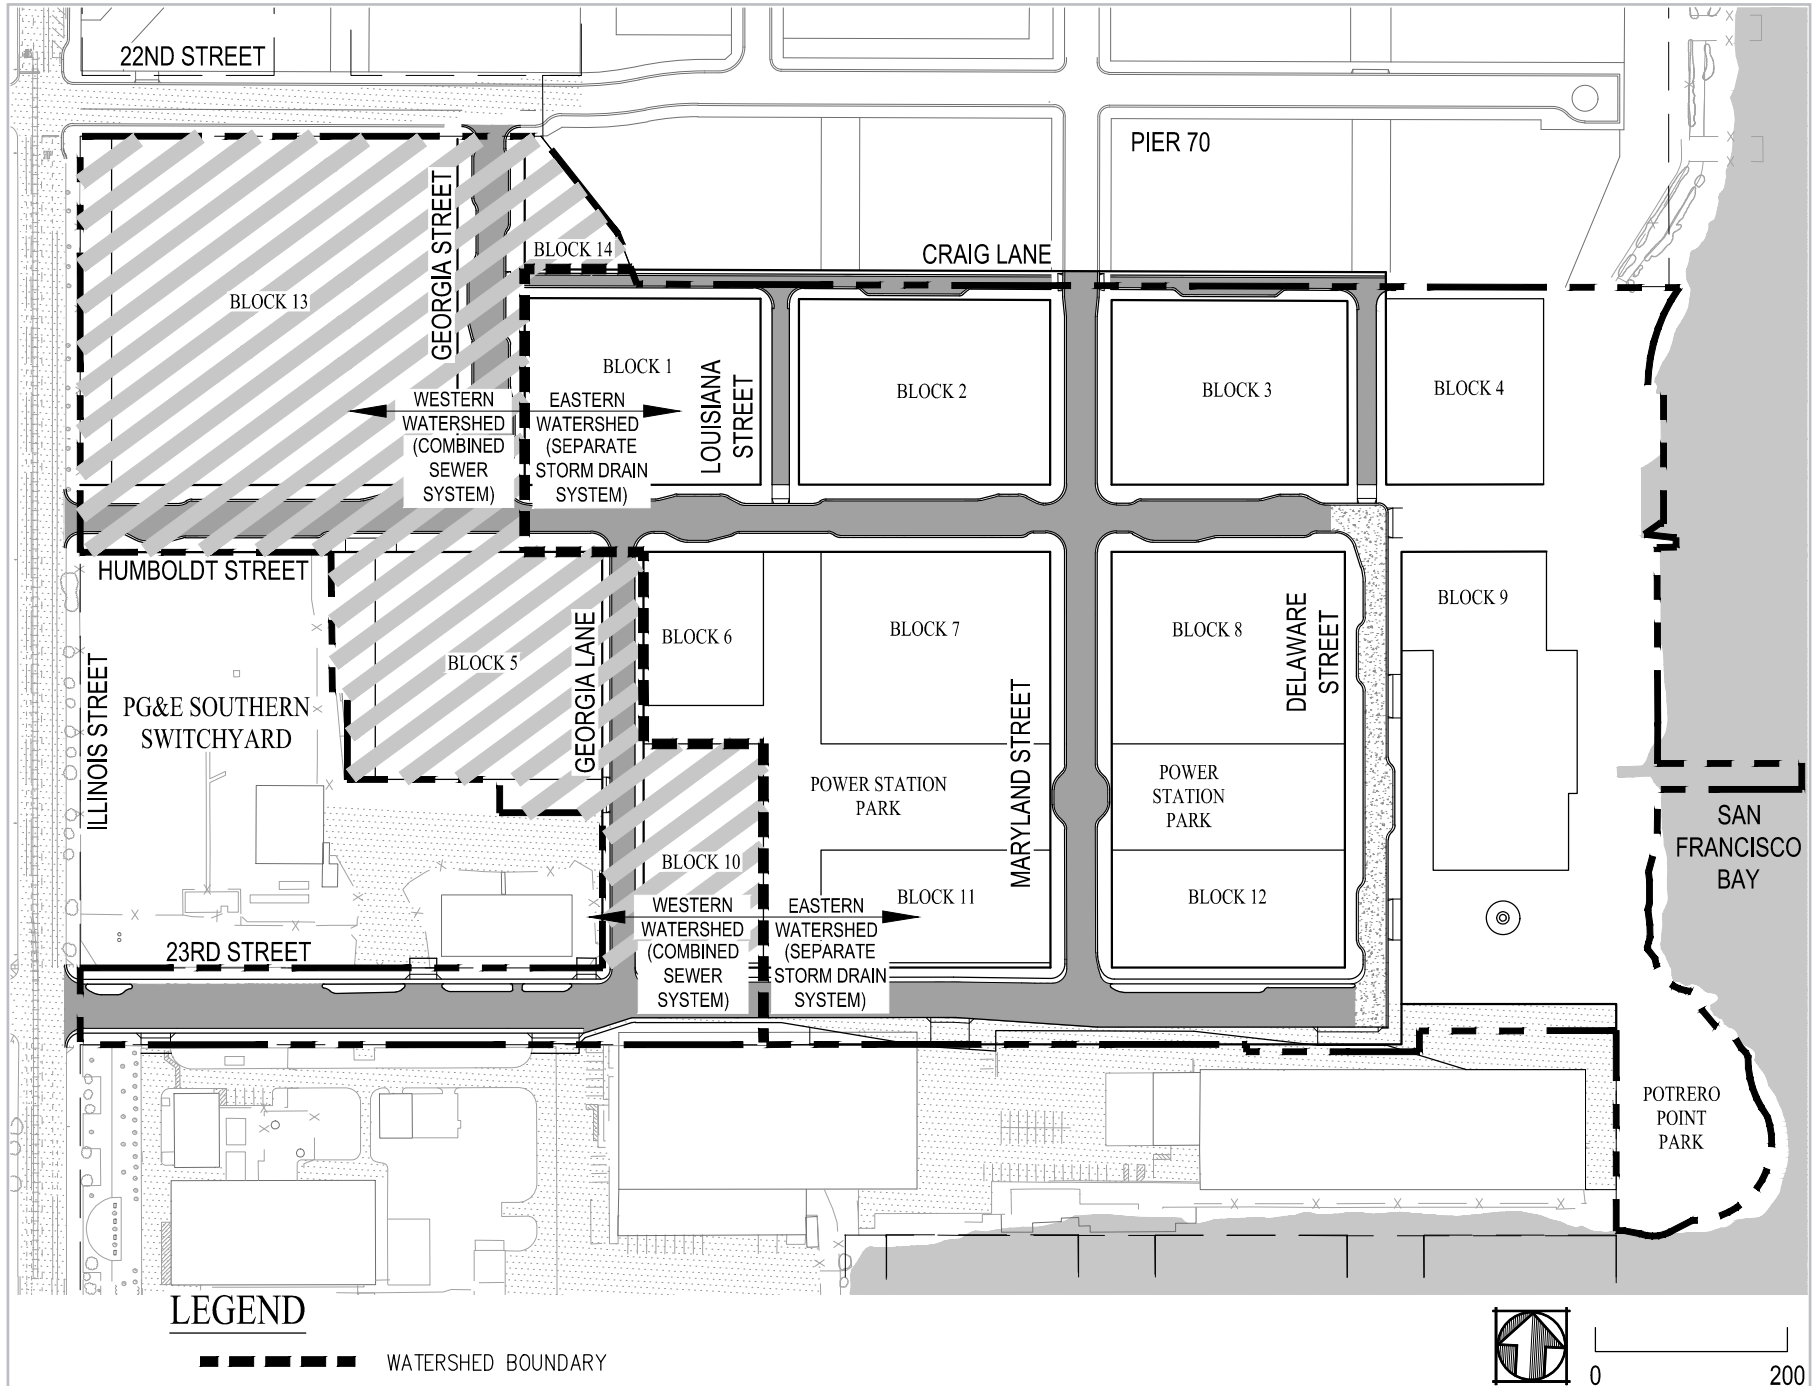 22ND STREET
PIER 70
GEORGIA STREET
BLOCK 14
CRAIG LANE
BLOCK 13
BLOCK 1
LOUISIANA
STREET
BLOCK 2
BLOCK 3
BLOCK 4
WESTERN
WATERSHED
(COMBINED
SEWER
SYSTEM)
EASTERN
WATERSHED
(SEPARATE
STORM DRAIN
SYSTEM)
HUMBOLDT STREET
GEORGIA LANE
BLOCK 5
BLOCK 6
BLOCK 7
BLOCK 8
DELAWARE
STREET
BLOCK 9
ILLINOIS STREET
PG&E SOUTHERN
SWITCHYARD
MARYLAND STREET
POWER STATION
PARK
POWER
STATION
PARK
SAN
FRANCISCO
BAY
BLOCK 10
BLOCK 11
BLOCK 12
WESTERN
WATERSHED
(COMBINED
SEWER
SYSTEM)
EASTERN
WATERSHED
(SEPARATE
STORM DRAIN
SYSTEM)
23RD STREET
POTRERO
POINT
PARK
LEGEND
WATERSHED BOUNDARY
0
200